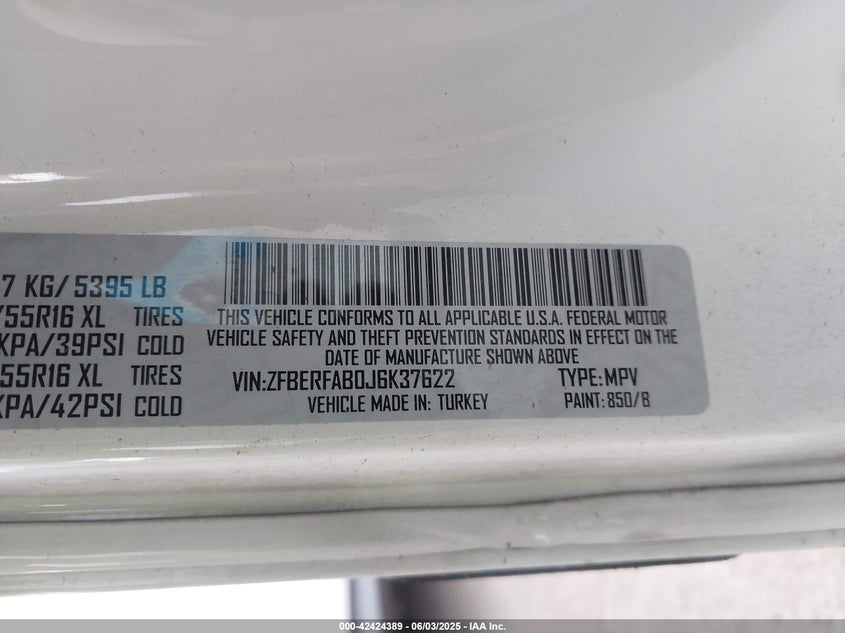 7 KG/ 5395 LB
/55R16 XL TIRES
KPA/39PSI COLD
55R16 XL TIRES
KPA/42PSI COLD
THIS VEHICLE CONFORMS TO ALL APPLICABLE U.S.A. FEDERAL MOTOR
VEHICLE SAFETY AND THEFT PREVENTION STANDARDS IN EFFECT ON THE
DATE OF MANUFACTURE SHOWN ABOVE
VIN:ZFBERFAB0J6K37622 TYPE:MPV
VEHICLE MADE IN: TURKEY PAINT: 850/B
000-42424389 - 06/03/2025 - IAA Inc.